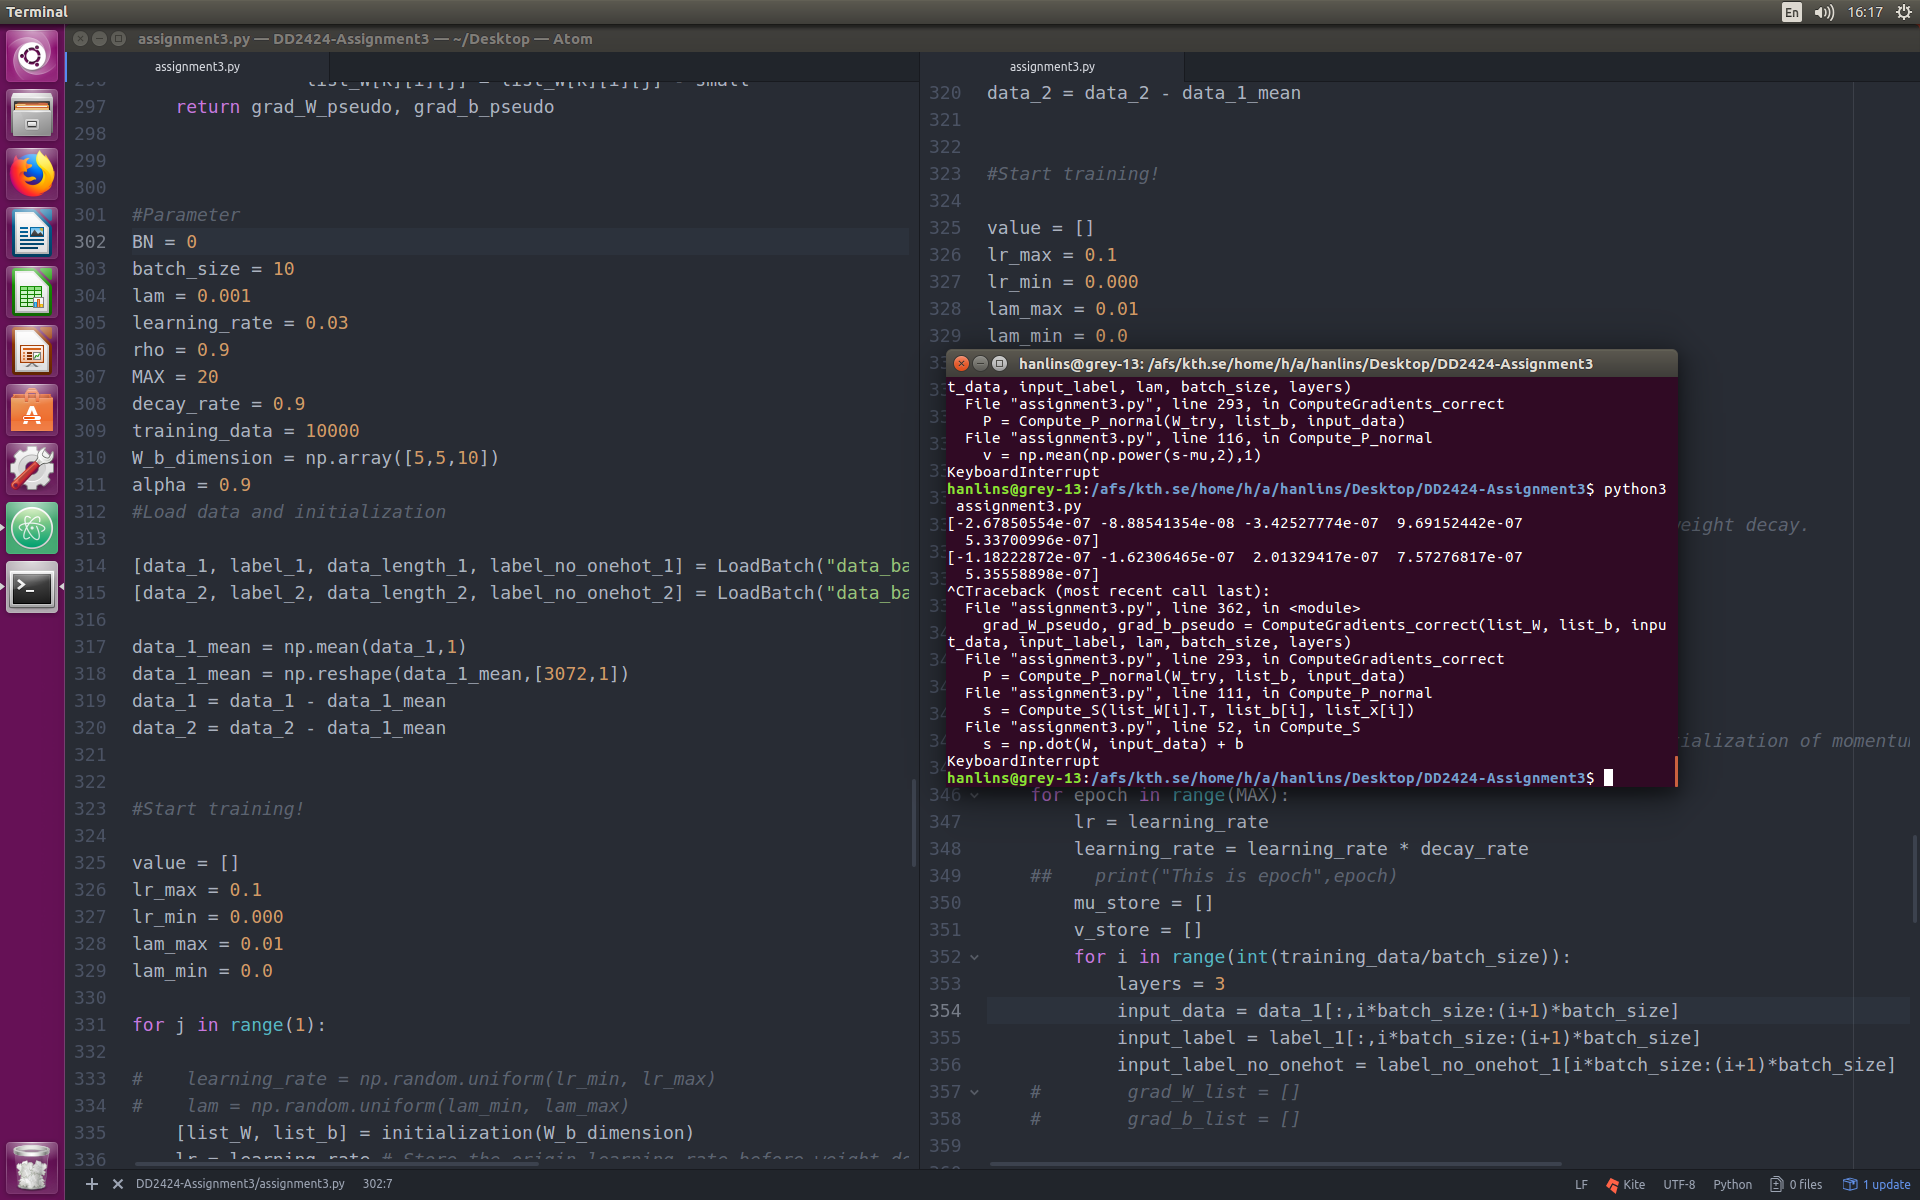 Terminal
En
16:17
assignment3.py — DD2424-Assignment3 — ~/Desktop — Atom
assignment3.py
297 return grad_W_pseudo, grad_b_pseudo
298
299
300
301 #Parameter
302 BN = 0
303 batch_size = 10
304 lam = 0.001
305 learning_rate = 0.03
306 rho = 0.9
307 MAX = 20
308 decay_rate = 0.9
309 training_data = 10000
310 W_b_dimension = np.array([5,5,10])
311 alpha = 0.9
312 #Load data and initialization
313
314 [data_1, label_1, data_length_1, label_no_onehot_1] = LoadBatch("data_ba
315 [data_2, label_2, data_length_2, label_no_onehot_2] = LoadBatch("data_ba
316
317 data_1_mean = np.mean(data_1,1)
318 data_1_mean = np.reshape(data_1_mean,[3072,1])
319 data_1 = data_1 - data_1_mean
320 data_2 = data_2 - data_1_mean
321
322
323 #Start training!
324
325 value = []
326 lr_max = 0.1
327 lr_min = 0.000
328 lam_max = 0.01
329 lam_min = 0.0
330
331 for j in range(1):
332
333 # learning_rate = np.random.uniform(lr_min, lr_max)
334 # lam = np.random.uniform(lam_min, lam_max)
335 [list_W, list_b] = initialization(W_b_dimension)
336 lr = learning_rate # Store the origin learning rate before weight de
assignment3.py
320 data_2 = data_2 - data_1_mean
321
322
323 #Start training!
324
325 value = []
326 lr_max = 0.1
327 lr_min = 0.000
328 lam_max = 0.01
329 lam_min = 0.0
weight decay.
ialization of momentu
346 for epoch in range(MAX):
347 lr = learning_rate
348 learning_rate = learning_rate * decay_rate
349 ## print("This is epoch",epoch)
350 mu_store = []
351 v_store = []
352 for i in range(int(training_data/batch_size)):
353 layers = 3
354 input_data = data_1[:,i*batch_size:(i+1)*batch_size]
355 input_label = label_1[:,i*batch_size:(i+1)*batch_size]
356 input_label_no_onehot = label_no_onehot_1[i*batch_size:(i+1)*batch_size]
357 # grad_W_list = []
358 # grad_b_list = []
359
hanlins@grey-13: /afs/kth.se/home/h/a/hanlins/Desktop/DD2424-Assignment3
t_data, input_label, lam, batch_size, layers)
File "assignment3.py", line 293, in ComputeGradients_correct
P = Compute_P_normal(W_try, list_b, input_data)
File "assignment3.py", line 116, in Compute_P_normal
v = np.mean(np.power(s-mu,2),1)
KeyboardInterrupt
hanlins@grey-13:/afs/kth.se/home/h/a/hanlins/Desktop/DD2424-Assignment3$ python3
assignment3.py
[-2.67850554e-07 -8.88541354e-08 -3.42527774e-07 9.69152442e-07
5.33700996e-07]
[-1.18222872e-07 -1.62306465e-07 2.01329417e-07 7.57276817e-07
5.35558898e-07]
^CTraceback (most recent call last):
File "assignment3.py", line 362, in <module>
grad_W_pseudo, grad_b_pseudo = ComputeGradients_correct(list_W, list_b, inpu
t_data, input_label, lam, batch_size, layers)
File "assignment3.py", line 293, in ComputeGradients_correct
P = Compute_P_normal(W_try, list_b, input_data)
File "assignment3.py", line 111, in Compute_P_normal
s = Compute_S(list_W[i].T, list_b[i], list_x[i])
File "assignment3.py", line 52, in Compute_S
s = np.dot(W, input_data) + b
KeyboardInterrupt
hanlins@grey-13:/afs/kth.se/home/h/a/hanlins/Desktop/DD2424-Assignment3$
DD2424-Assignment3/assignment3.py 302:7
LF
Kite
UTF-8
Python
0 files
1 update